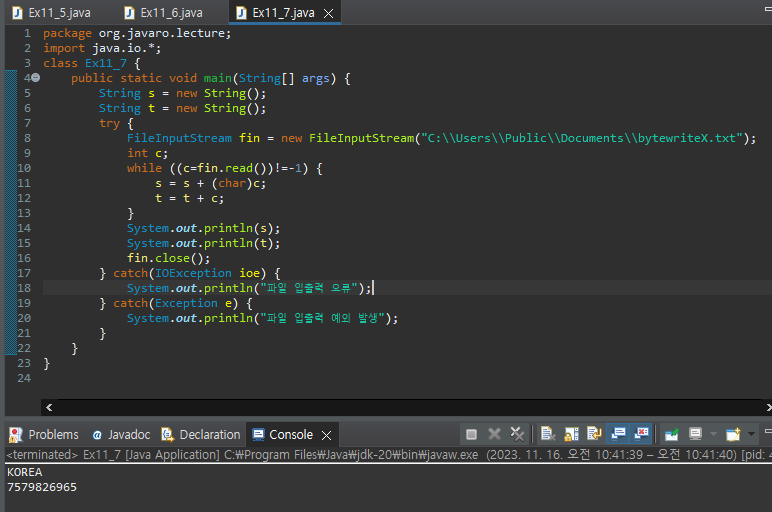 Ex11_5.java Ex11_6.java Ex11_7.java
1 package org.javaro.lecture;
2 import java.io.*;
3 class Ex11_7 {
4 public static void main(String[] args) {
5 String s = new String();
6 String t = new String();
7 try {
8 FileInputStream fin = new FileInputStream("C:\\Users\\Public\\Documents\\bytewriteX.txt");
9 int c;
10 while ((c=fin.read())!=-1) {
11 s = s + (char)c;
12 t = t + c;
13 }
14 System.out.println(s);
15 System.out.println(t);
16 fin.close();
17 } catch(IOException ioe) {
18 System.out.println("파일 입출력 오류");
19 } catch(Exception e) {
20 System.out.println("파일 입출력 예외 발생");
21 }
22 }
23 }
24
Problems Javadoc Declaration Console
<terminated> Ex11_7 [Java Application] C:₩Program Files₩Java₩jdk-20₩bin₩javaw.exe (2023. 11. 16. 오전 10:41:39 – 오전 10:41:40) [pid: 4
KOREA
7579826965